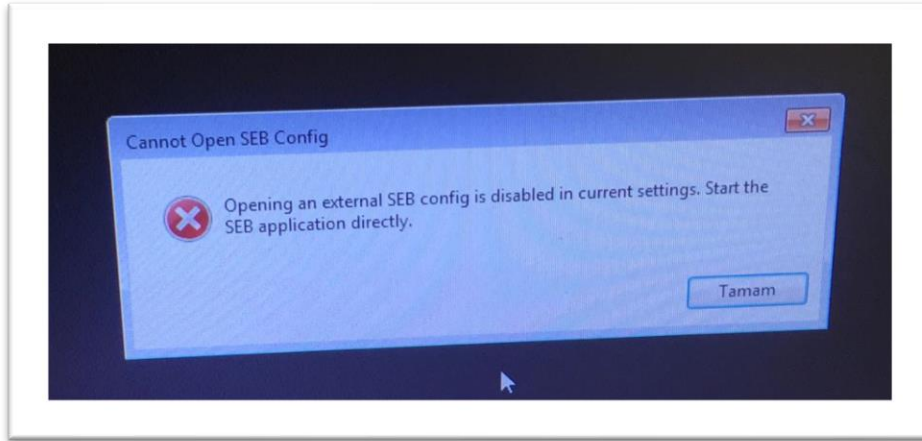 Cannot Open SEB Config
Opening an external SEB config is disabled in current settings. Start the
SEB application directly.
Tamam